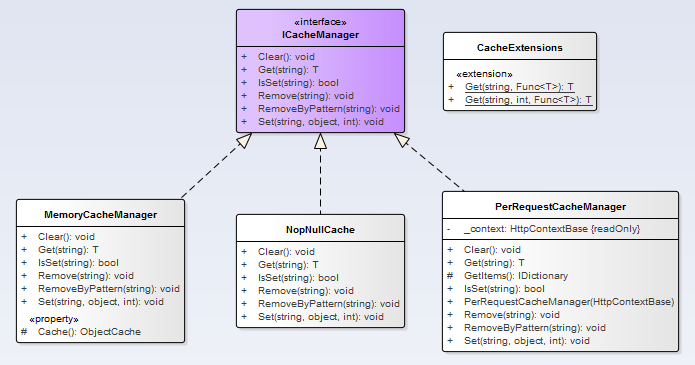 «interface»
ICacheManager
+ Clear(): void
+ Get(string): T
+ IsSet(string): bool
+ Remove(string): void
+ RemoveByPattern(string): void
+ Set(string, object, int): void
CacheExtensions
«extension»
+ Get(string, Func<T>): T
+ Get(string, int, Func<T>): T
MemoryCacheManager
+ Clear(): void
+ Get(string): T
+ IsSet(string): bool
+ Remove(string): void
+ RemoveByPattern(string): void
+ Set(string, object, int): void
«property»
# Cache(): ObjectCache
NopNullCache
+ Clear(): void
+ Get(string): T
+ IsSet(string): bool
+ Remove(string): void
+ RemoveByPattern(string): void
+ Set(string, object, int): void
PerRequestCacheManager
- _context: HttpContextBase {readOnly}
+ Clear(): void
+ Get(string): T
# GetItems(): IDictionary
+ IsSet(string): bool
+ PerRequestCacheManager(HttpContextBase)
+ Remove(string): void
+ RemoveByPattern(string): void
+ Set(string, object, int): void